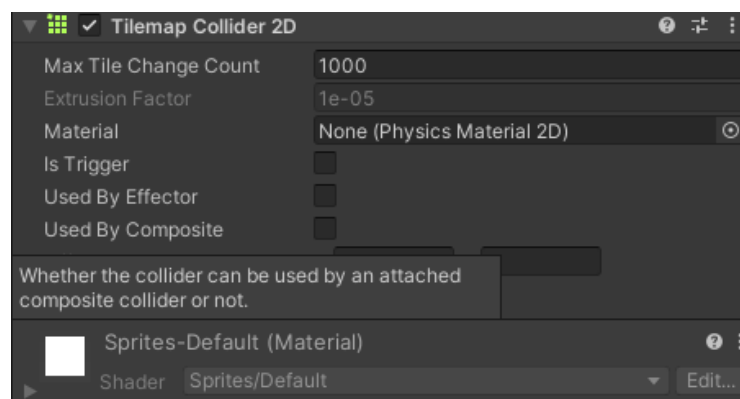 Tilemap Collider 2D
Max Tile Change Count 1000
Extrusion Factor 1e-05
Material None (Physics Material 2D)
Is Trigger
Used By Effector
Used By Composite
Whether the collider can be used by an attached
composite collider or not.
Sprites-Default (Material)
Shader Sprites/Default Edit...